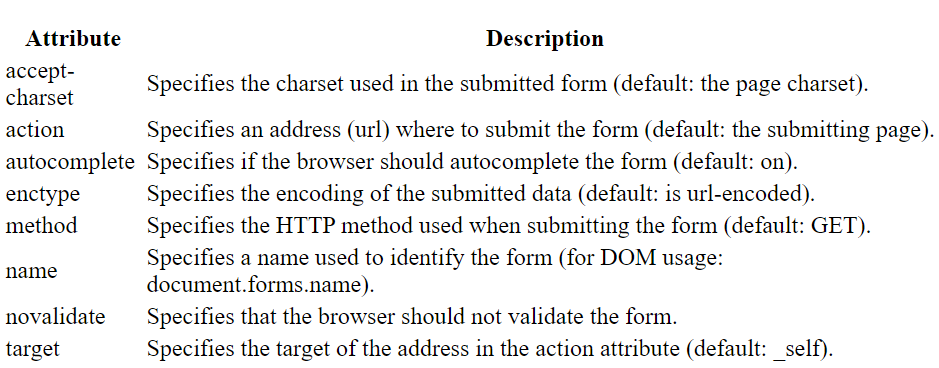 Attribute Description
accept-
charset Specifies the charset used in the submitted form (default: the page charset).
action Specifies an address (url) where to submit the form (default: the submitting page).
autocomplete Specifies if the browser should autocomplete the form (default: on).
enctype Specifies the encoding of the submitted data (default: is url-encoded).
method Specifies the HTTP method used when submitting the form (default: GET).
name Specifies a name used to identify the form (for DOM usage:
document.forms.name).
novalidate Specifies that the browser should not validate the form.
target Specifies the target of the address in the action attribute (default: _self).